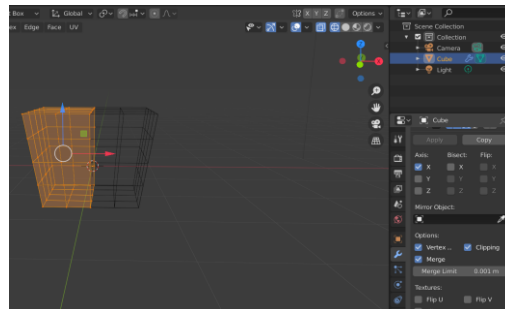 t Box Global X Y Z Options
ex Edge Face UV
Scene Collection
Collection
Camera
Cube
Light
Cube
Apply Copy
Axis: Bisect: Flip:
X X X
Y Y Y
Z Z Z
Mirror Object:
Options:
Vertex ... Clipping
Merge
Merge Limit 0.001 m
Textures:
Flip U Flip V